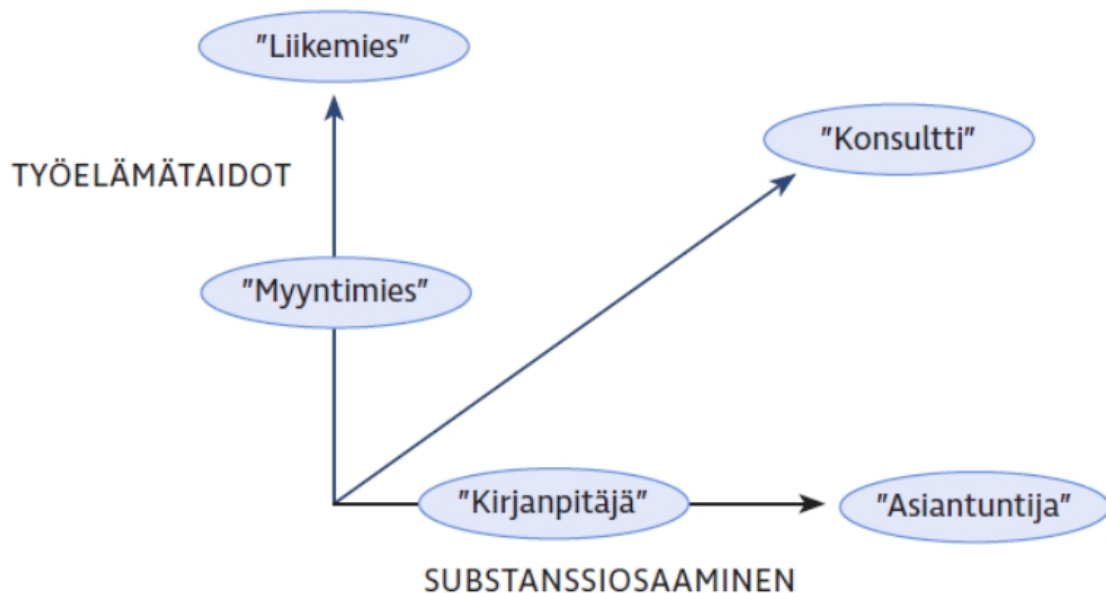 "Liikemies"
"Konsultti"
TYÖELÄMÄTAIDOT
"Myyntimies"
"Kirjanpitäjä"
"Asiantuntija"
SUBSTANSSIOSAAMINEN